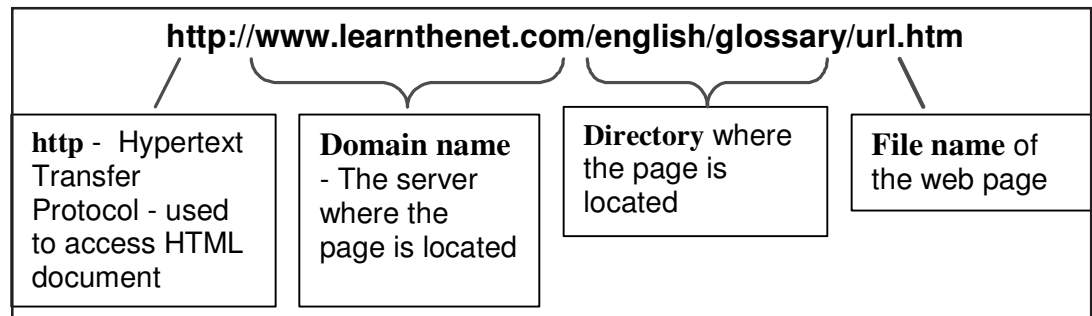 http://www.learnthenet.com/english/glossary/url.htm
http - Hypertext
Transfer
Protocol - used
to access HTML
document
Domain name
- The server
where the
page is located
Directory where
the page is
located
File name of
the web page